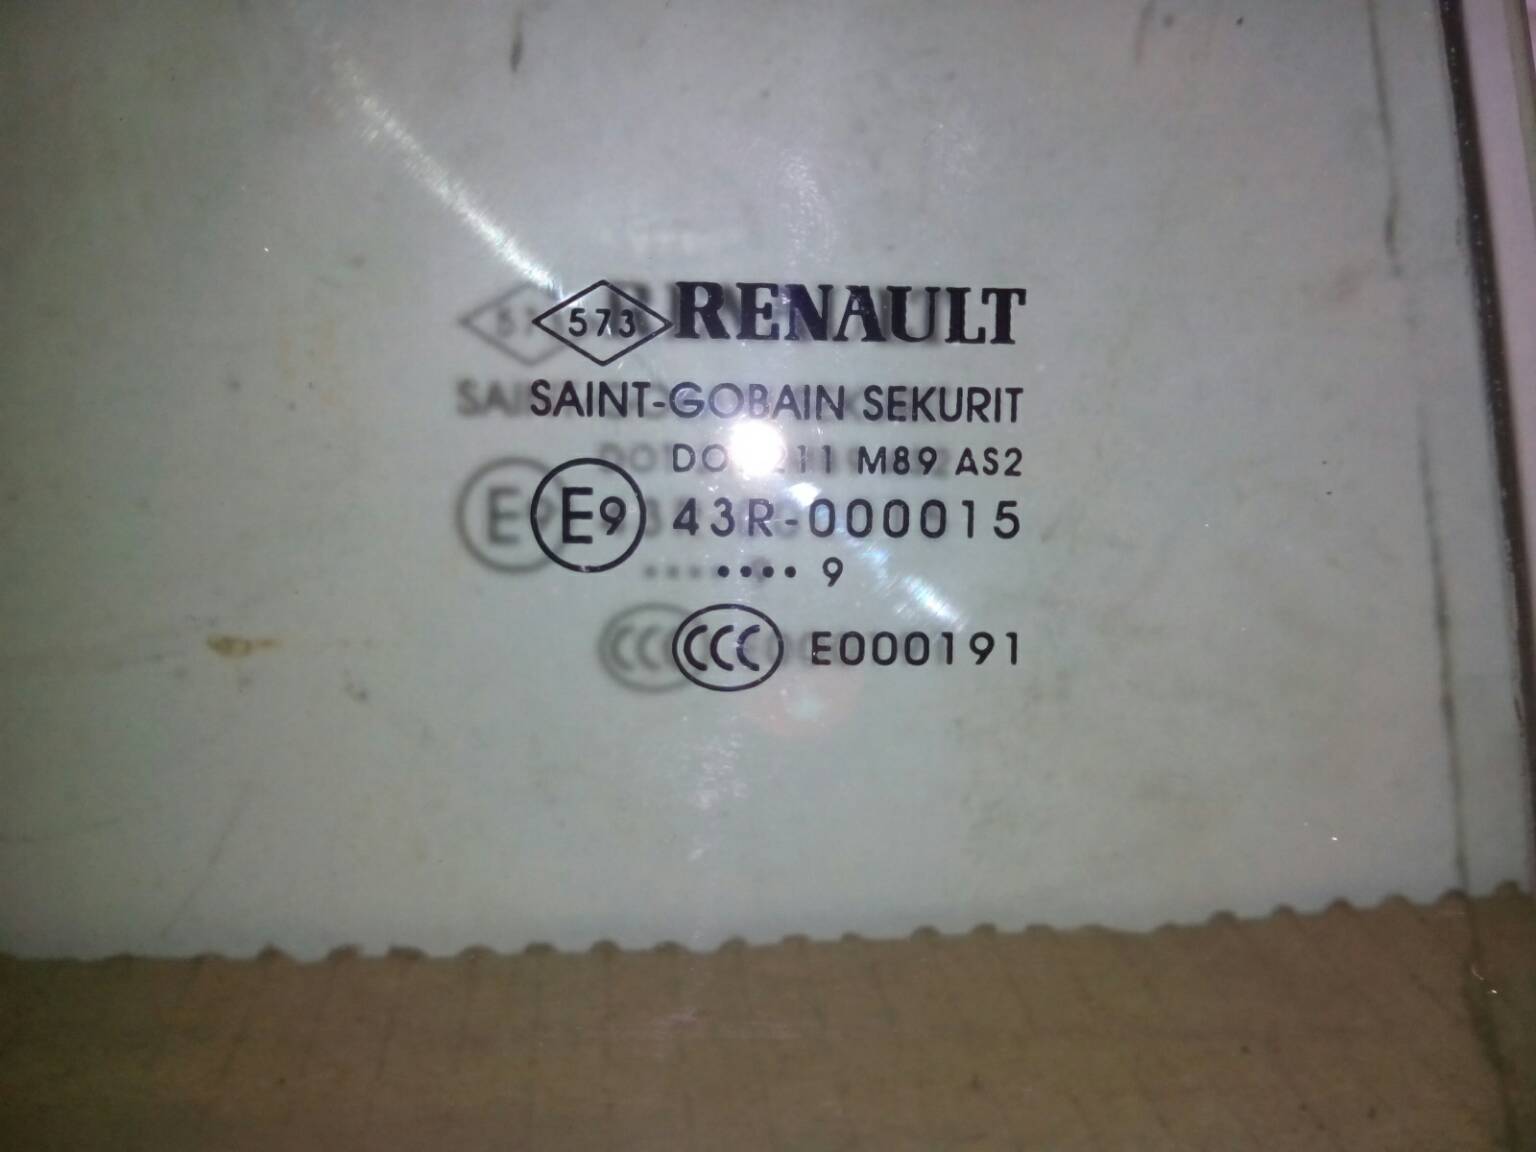 573 RENAULT
SAINT-GOBAIN SEKURIT
M89 AS2
E9 43R-000015
•••• 9
CCC E000191